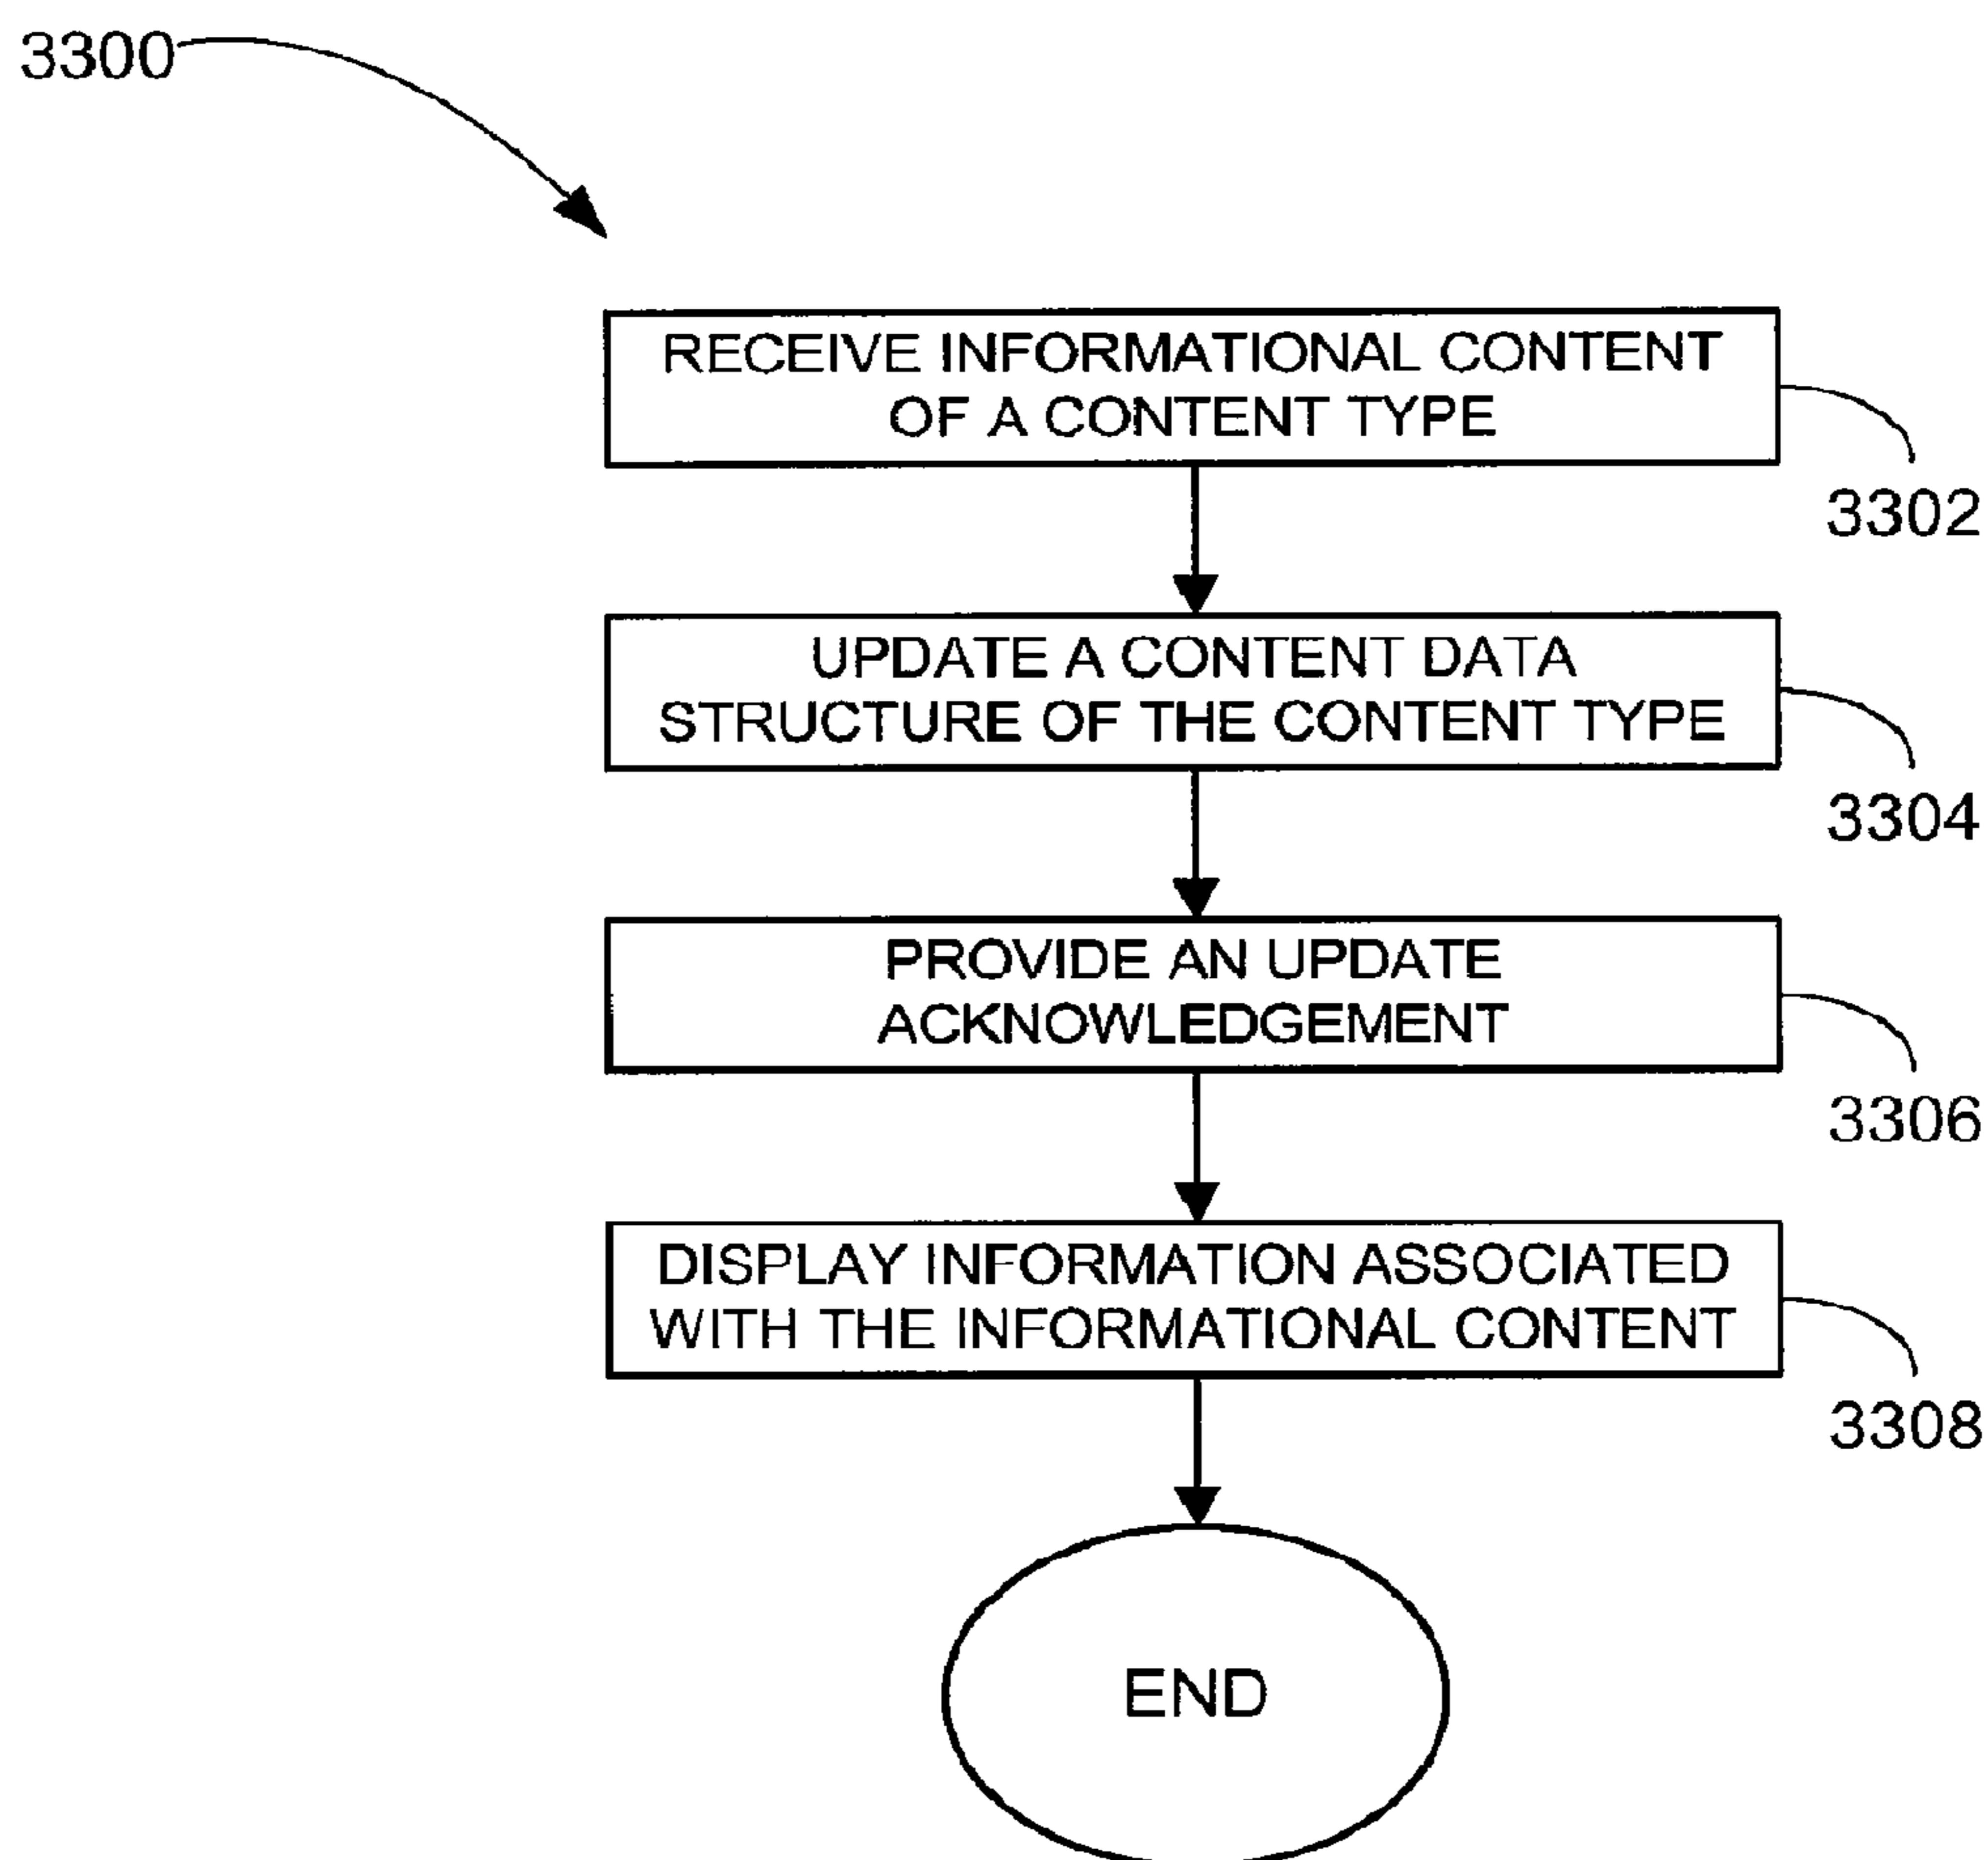 3300
RECEIVE INFORMATIONAL CONTENT
OF A CONTENT TYPE
3302
UPDATE A CONTENT DATA
STRUCTURE OF THE CONTENT TYPE
3304
PROVIDE AN UPDATE
ACKNOWLEDGEMENT
3306
DISPLAY INFORMATION ASSOCIATED
WITH THE INFORMATIONAL CONTENT
3308
END